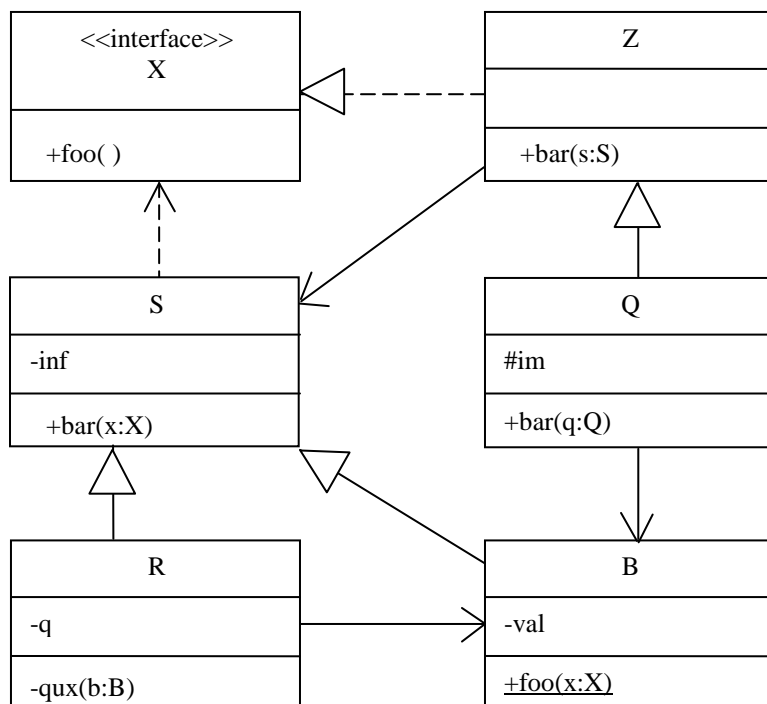 <<interface>>
X
+foo( )
Z
+bar(s:S)
S
-inf
+bar(x:X)
Q
#im
+bar(q:Q)
R
-q
-qux(b:B)
B
-val
+foo(x:X)